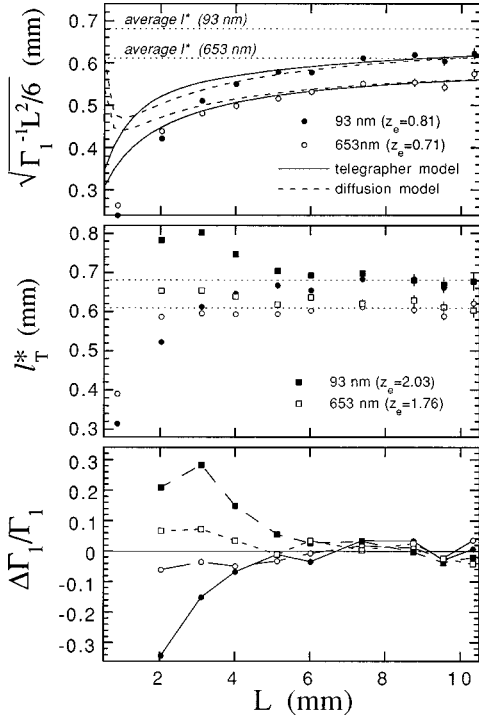 average l* (93 nm)
average l* (653 nm)
√Γ₁⁻¹L²/6 (mm)
0.7
0.6
0.5
0.4
0.3
93 nm (zₑ=0.81)
653nm (zₑ=0.71)
telegrapher model
diffusion model
l*_T (mm)
0.8
0.7
0.6
0.5
0.4
0.3
93 nm (zₑ=2.03)
653 nm (zₑ=1.76)
ΔΓ₁/Γ₁
0.3
0.2
0.1
0
-0.1
-0.2
-0.3
2 4 6 8 10
L (mm)